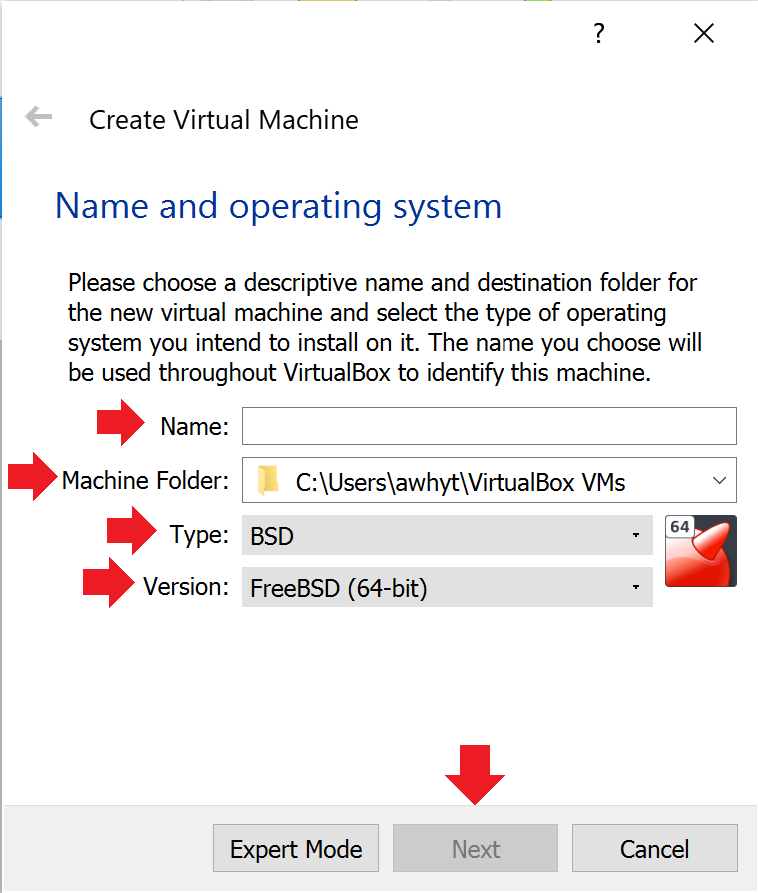 ?
Create Virtual Machine
Name and operating system
Please choose a descriptive name and destination folder for
the new virtual machine and select the type of operating
system you intend to install on it. The name you choose will
be used throughout VirtualBox to identify this machine.
Name:
Machine Folder: C:\Users\awhyt\VirtualBox VMs
Type: BSD
64
Version: FreeBSD (64-bit)
Expert Mode Next Cancel